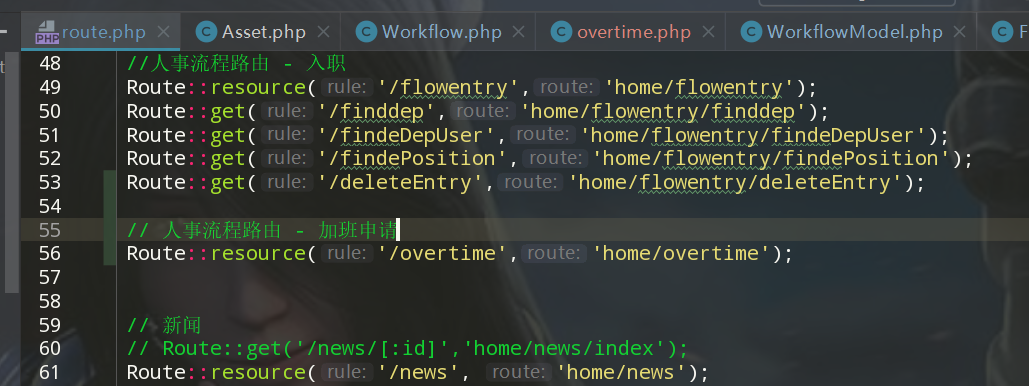 route.php Asset.php Workflow.php overtime.php WorkflowModel.php F
48 //人事流程路由 - 入职
49 Route::resource( rule: '/flowentry', route: 'home/flowentry');
50 Route::get( rule: '/finddep', route: 'home/flowentry/finddep');
51 Route::get( rule: '/findeDepUser', route: 'home/flowentry/findeDepUser');
52 Route::get( rule: '/findePosition', route: 'home/flowentry/findePosition');
53 Route::get( rule: '/deleteEntry', route: 'home/flowentry/deleteEntry');
54
55 // 人事流程路由 - 加班申请
56 Route::resource( rule: '/overtime', route: 'home/overtime');
57
58
59 // 新闻
60 // Route::get('/news/[:id]','home/news/index');
61 Route::resource( rule: '/news', route: 'home/news');